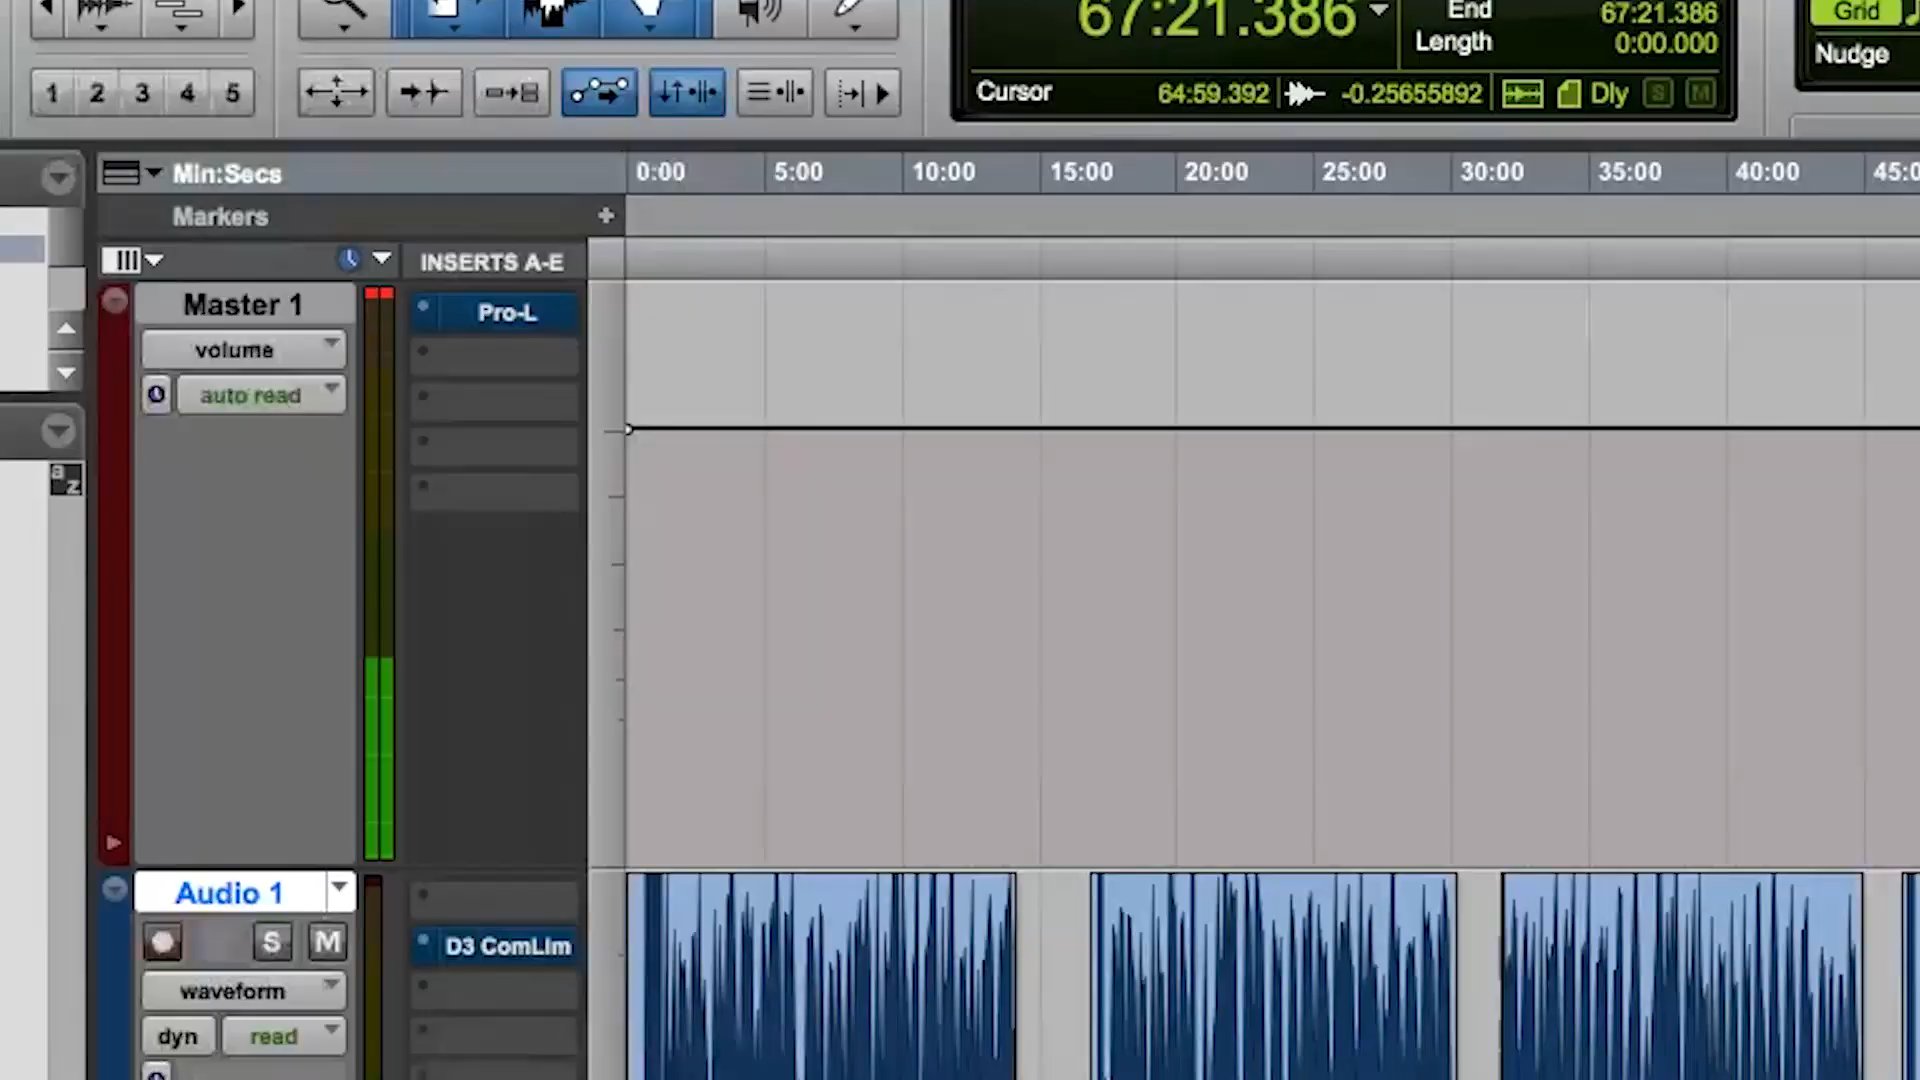 67:21.386
End 67:21.386
Length 0:00.000
Grid
Nudge
1 2 3 4 5
Cursor 64:59.392 -0.25655892 Dly S M
Min:Secs 0:00 5:00 10:00 15:00 20:00 25:00 30:00 35:00 40:00 45:0
Markers +
INSERTS A-E
Master 1
Pro-L
volume
auto read
a
z
Audio 1
S M
D3 ComLim
waveform
dyn read